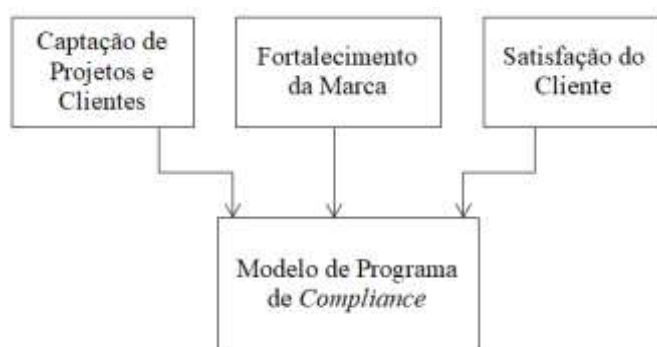 Captação de
Projetos e
Clientes
Fortalecimento
da Marca
Satisfação do
Cliente
Modelo de Programa
de Compliance